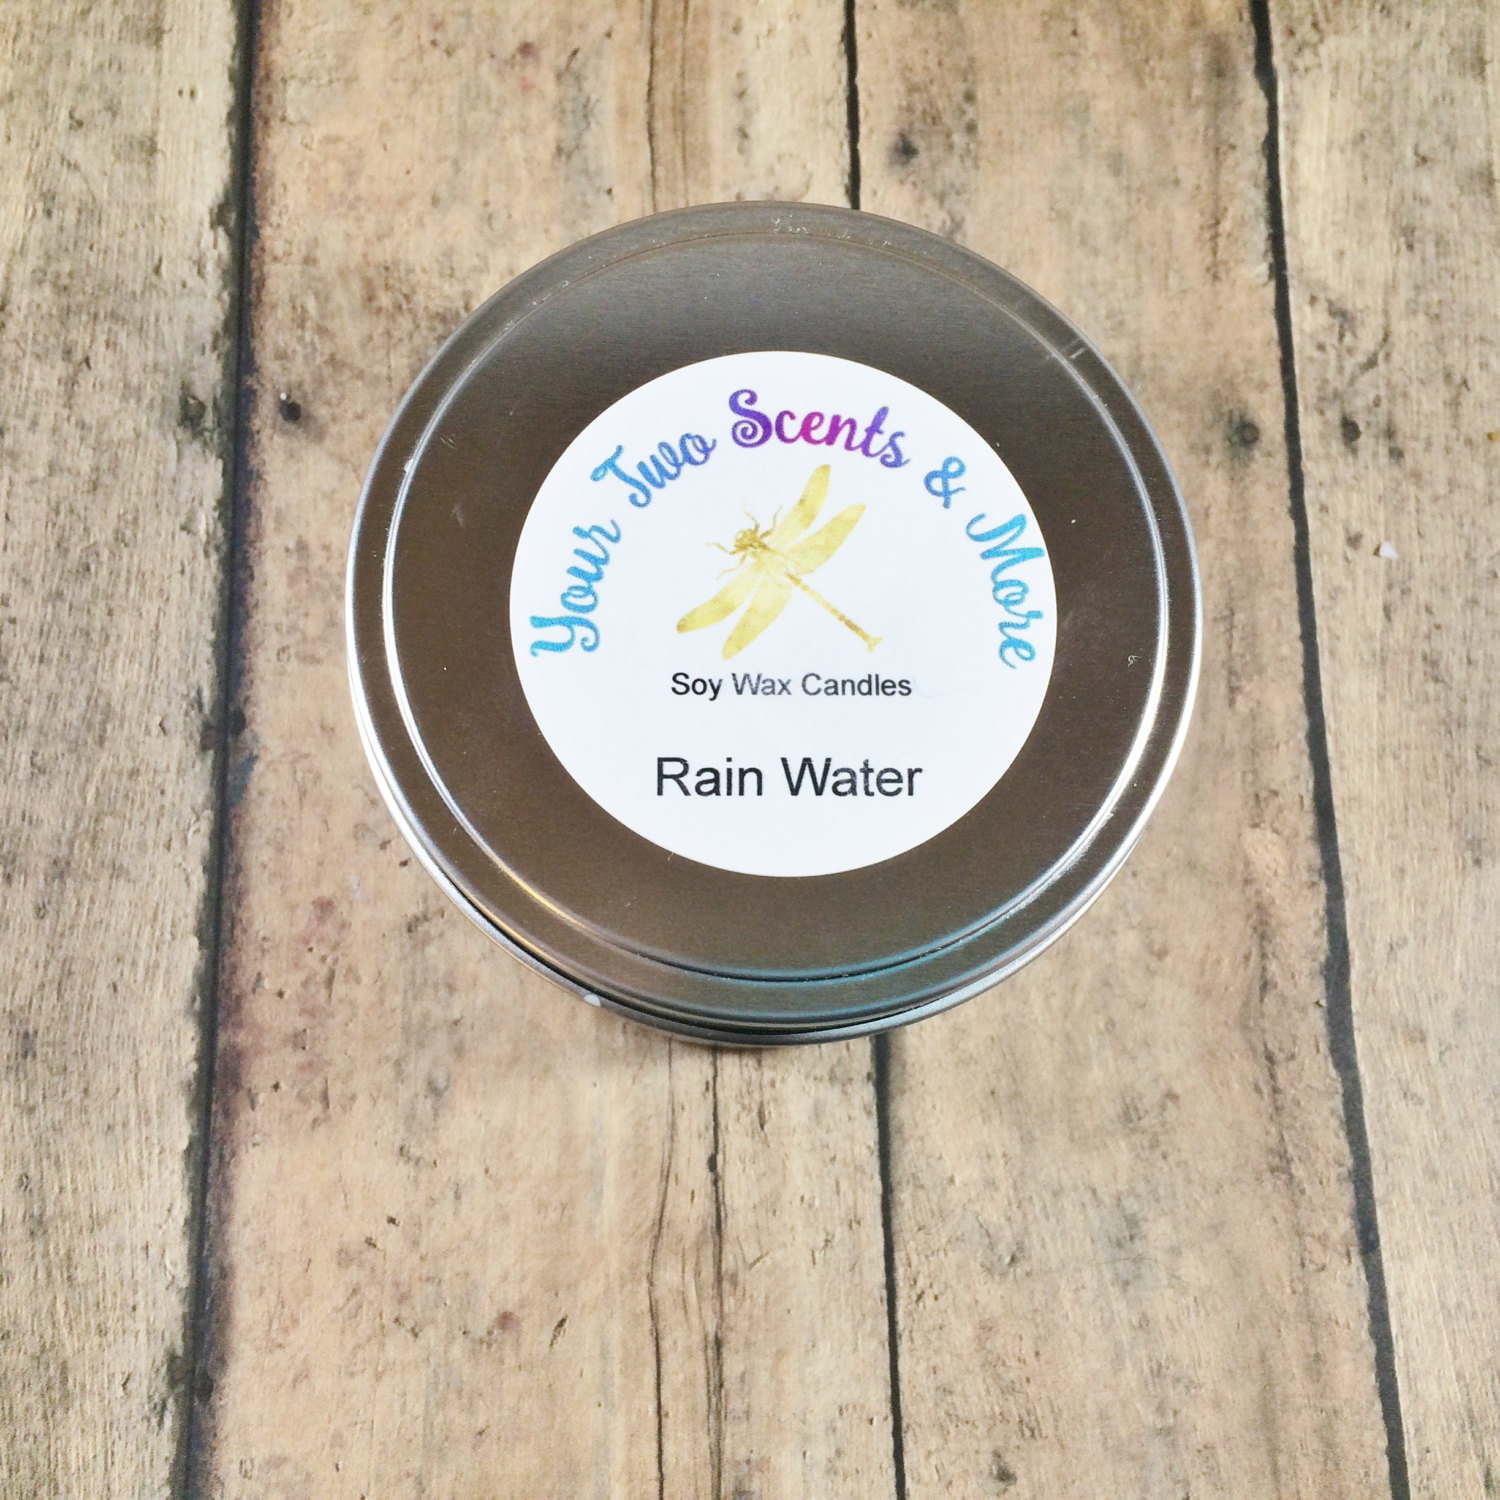 Your Two Scents & More
Soy Wax Candles
Rain Water